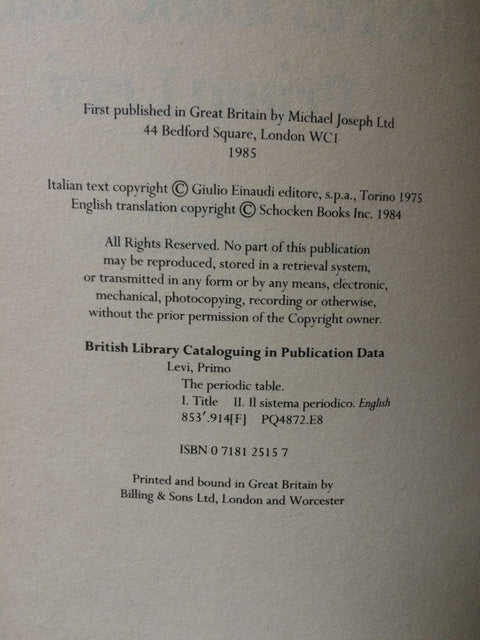 First published in Great Britain by Michael Joseph Ltd
44 Bedford Square, London WC1
1985
Italian text copyright © Giulio Einaudi editore, s.p.a., Torino 1975
English translation copyright © Schocken Books Inc. 1984
All Rights Reserved. No part of this publication
may be reproduced, stored in a retrieval system,
or transmitted in any form or by any means, electronic,
mechanical, photocopying, recording or otherwise,
without the prior permission of the Copyright owner.
British Library Cataloguing in Publication Data
Levi, Primo
The periodic table.
I. Title II. Il sistema periodico. English
853'.914[F] PQ4872.E8
ISBN 0 7181 2515 7
Printed and bound in Great Britain by
Billing & Sons Ltd, London and Worcester